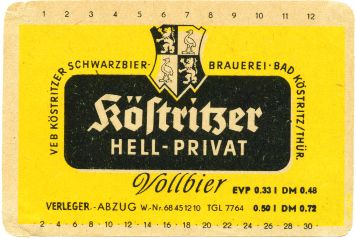 1 2 3 4 5 6 7 8 9 10 11 12
VEB KÖSTRITZER SCHWARZBIER-BRAUEREI·BAD KÖSTRITZ/THÜR.
Köſtritzer
HELL-PRIVAT
Vollbier
EVP 0.33 l DM 0.48
VERLEGER.-ABZUG W.-Nr. 68 45 12 10 TGL 7764 0.50 l DM 0.72
2 · 4 · 6 · 8 · 10 · 12 · 14 · 16 · 18 · 20 · 22 · 24 · 26 · 28 · 30